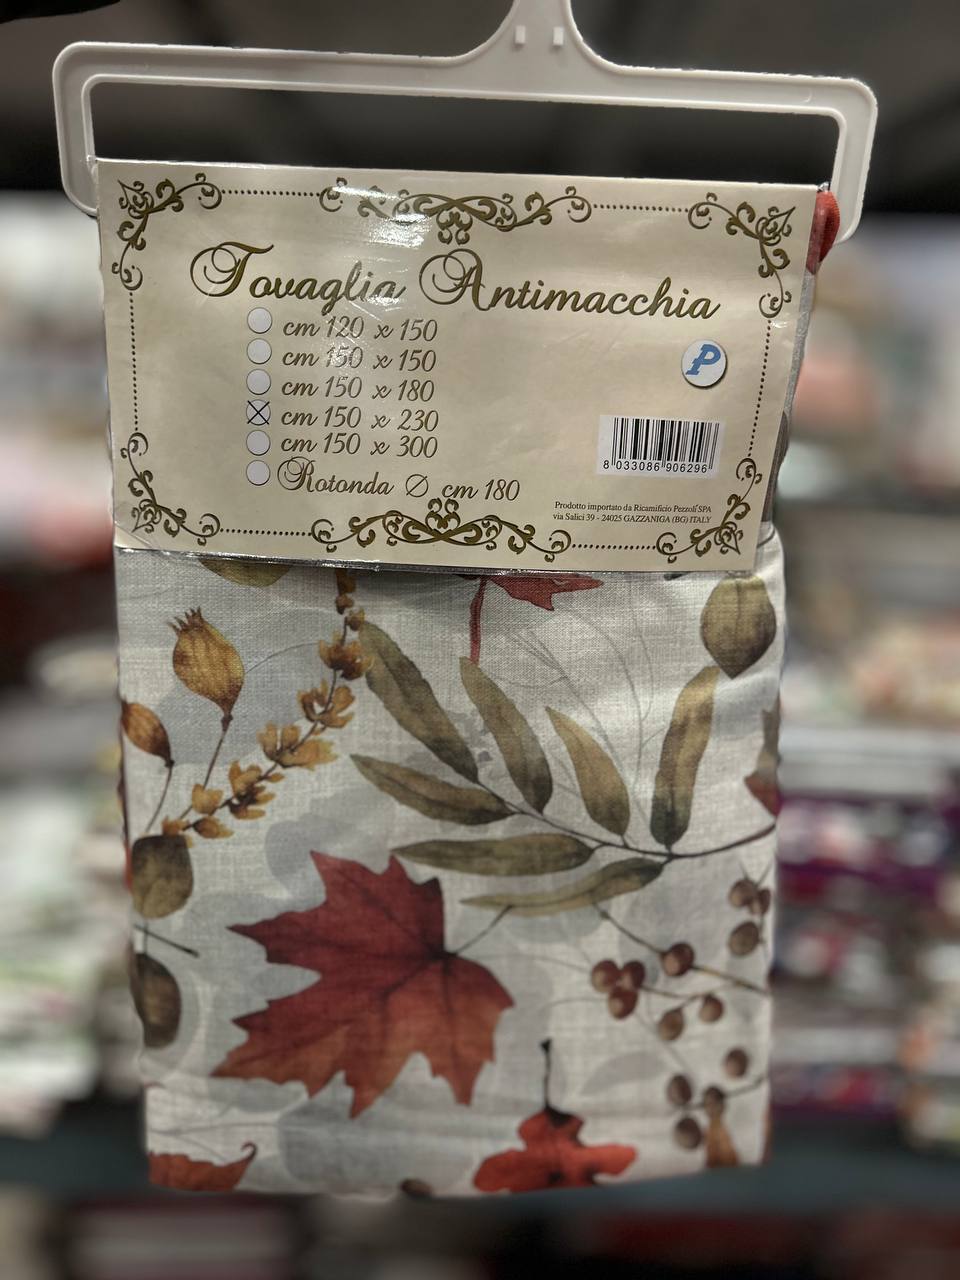 Tovaglia Antimacchia
cm 120 x 150
cm 150 x 150
cm 150 x 180
cm 150 x 230
cm 150 x 300
Rotonda Ø cm 180
P
8 033086 906296
Prodotto importato da Ricamificio Pezzoli SPA
via Salici 39 - 24025 GAZZANIGA (BG) ITALY